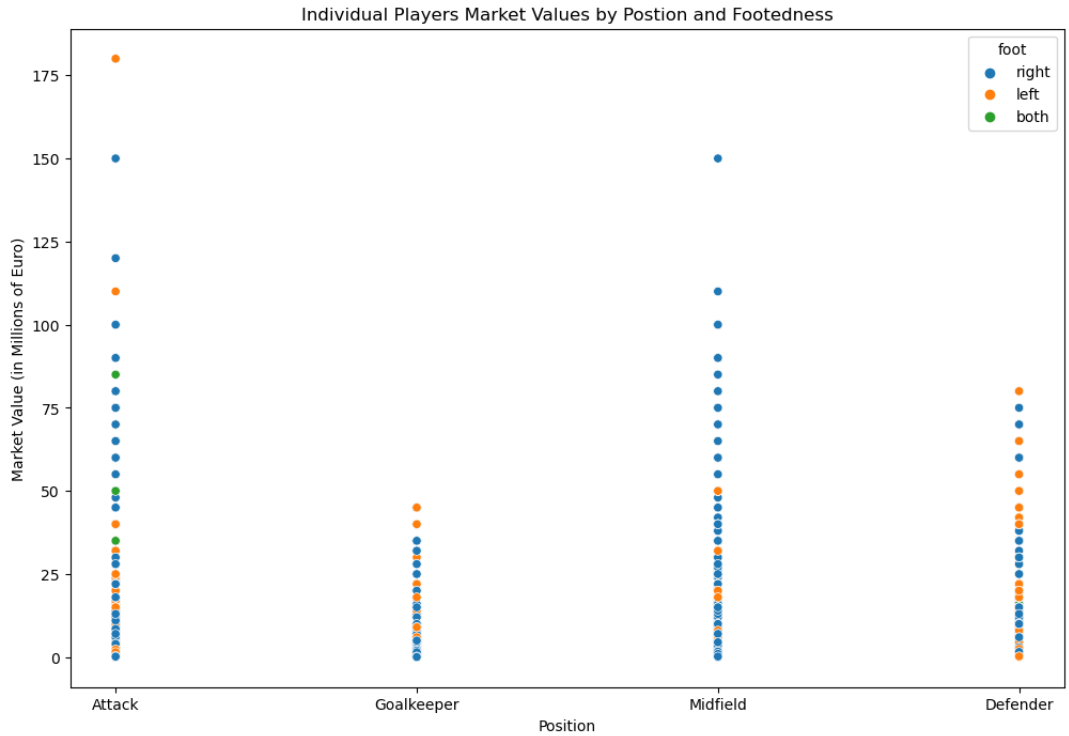 Individual Players Market Values by Postion and Footedness
foot
right
left
both
175
150
125
100
75
50
25
0
Market Value (in Millions of Euro)
Attack
Goalkeeper
Midfield
Defender
Position